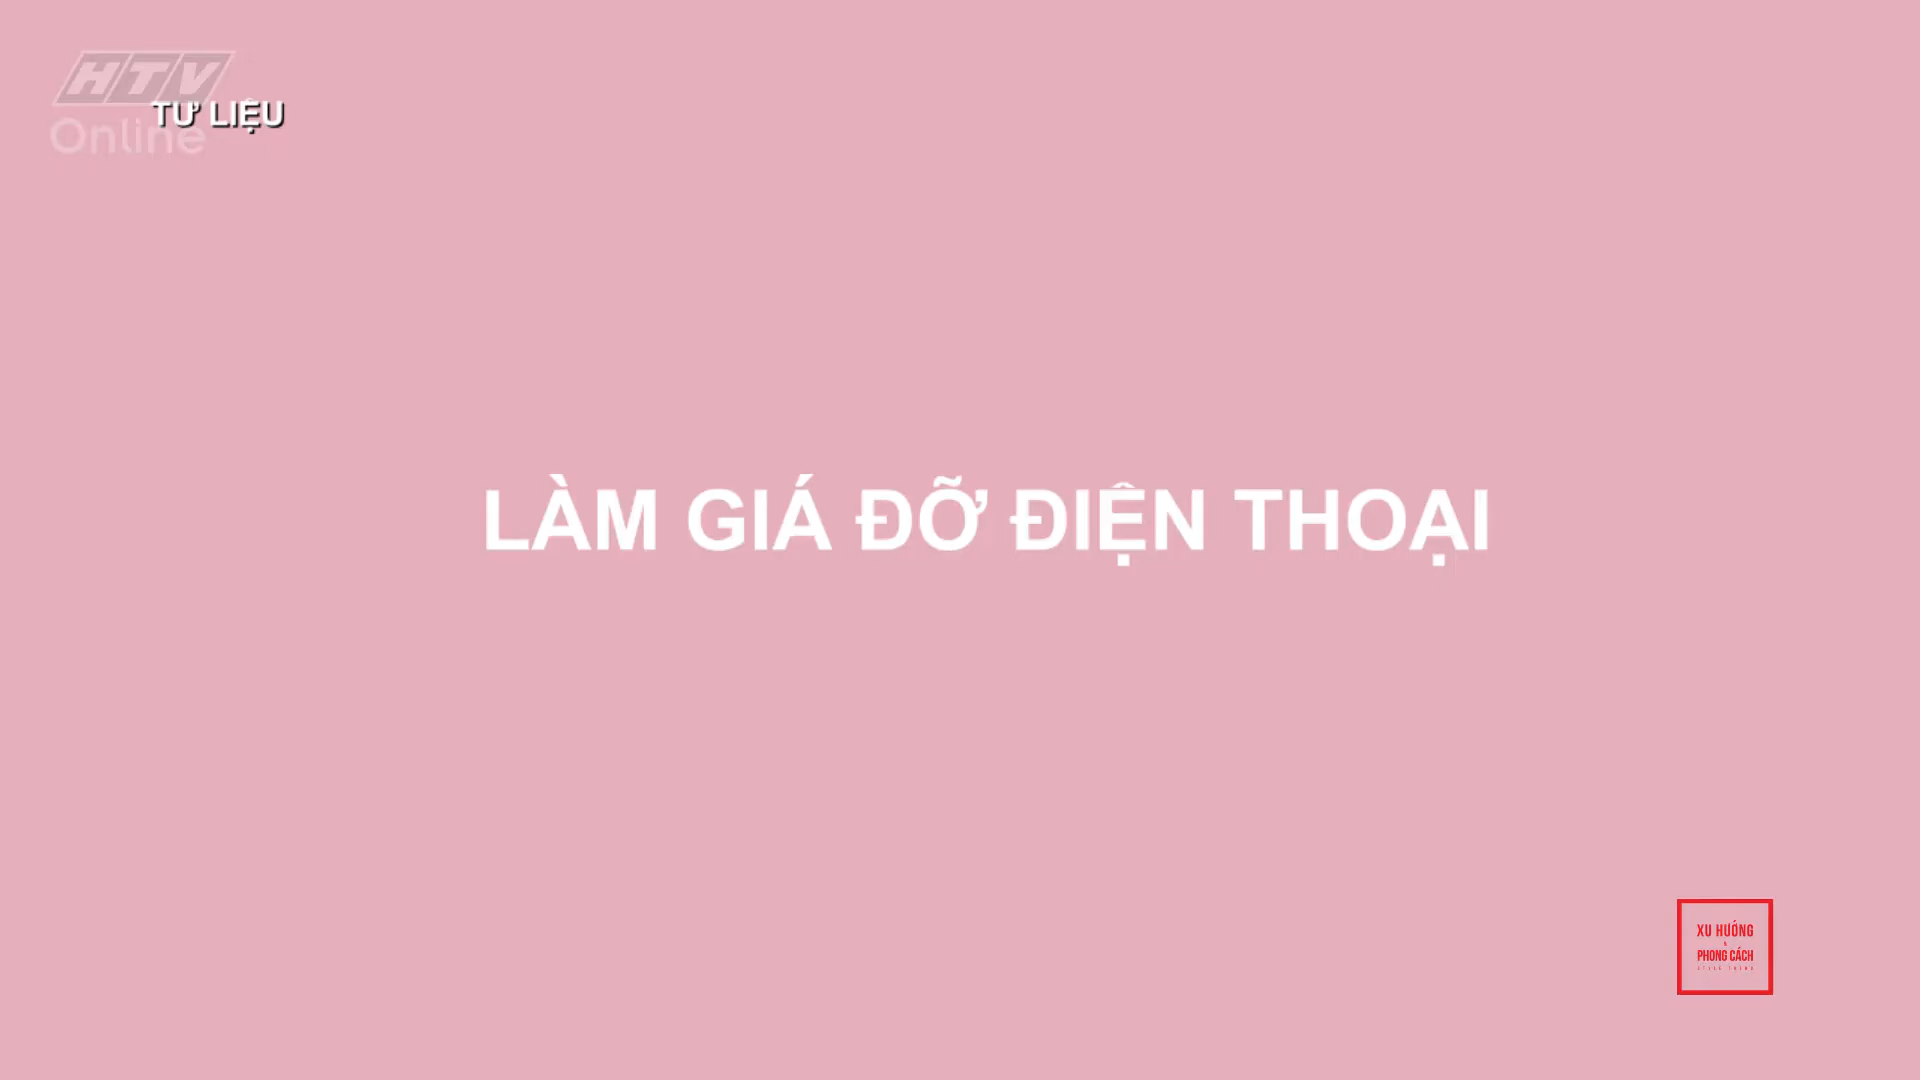 HTV
TƯ LIỆU
Online
LÀM GIÁ ĐỠ ĐIỆN THOẠI
XU HƯỚNG
&
PHONG CÁCH